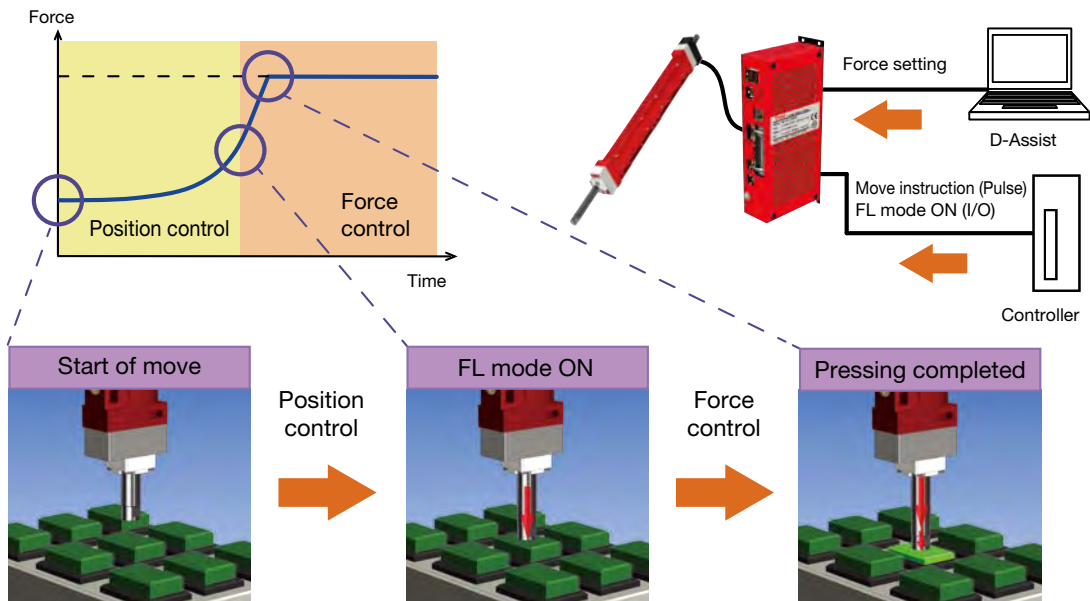 Force
Position control
Force
control
Time
Force setting
D-Assist
Move instruction (Pulse)
FL mode ON (I/O)
Controller
Start of move
Position
control
FL mode ON
Force
control
Pressing completed